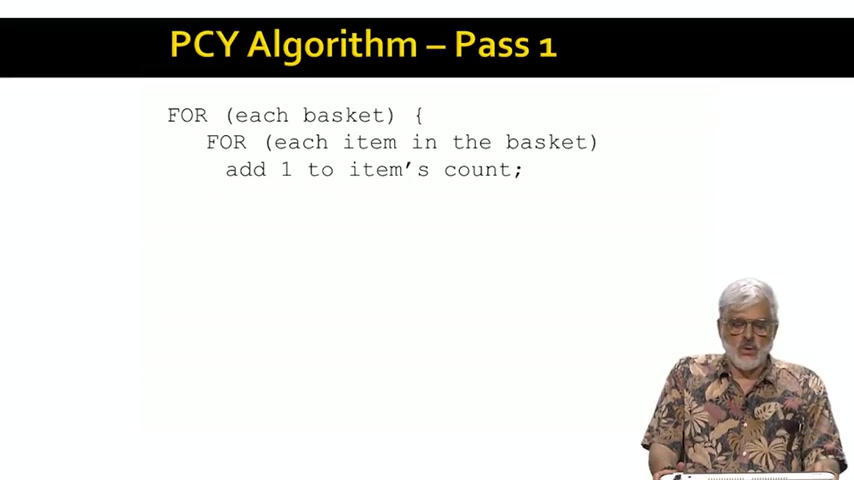 PCY Algorithm – Pass 1
FOR (each basket) {
FOR (each item in the basket)
add 1 to item’s count;